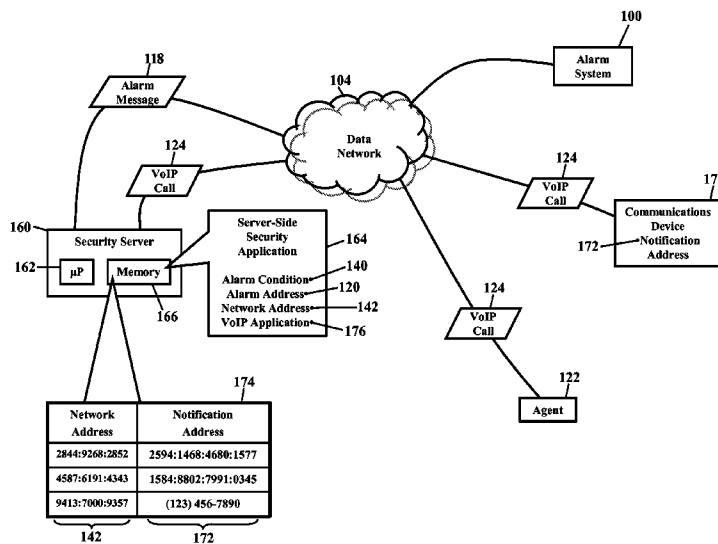 100
Alarm
System
118
Alarm
Message
104
Data
Network
124
VoIP
Call
124
VoIP
Call
Communications
Device
172 Notification
Address
160
Security Server
162
µP
Memory
166
Server-Side
Security
Application
164
Alarm Condition 140
Alarm Address 120
Network Address 142
VoIP Application 176
124
VoIP
Call
122
Agent
174
Network
Address
Notification
Address
2844:9268:2852 2594:1468:4680:1577
4587:6191:4343 1584:8802:7991:0345
9413:7000:9357 (123) 456-7890
142 172